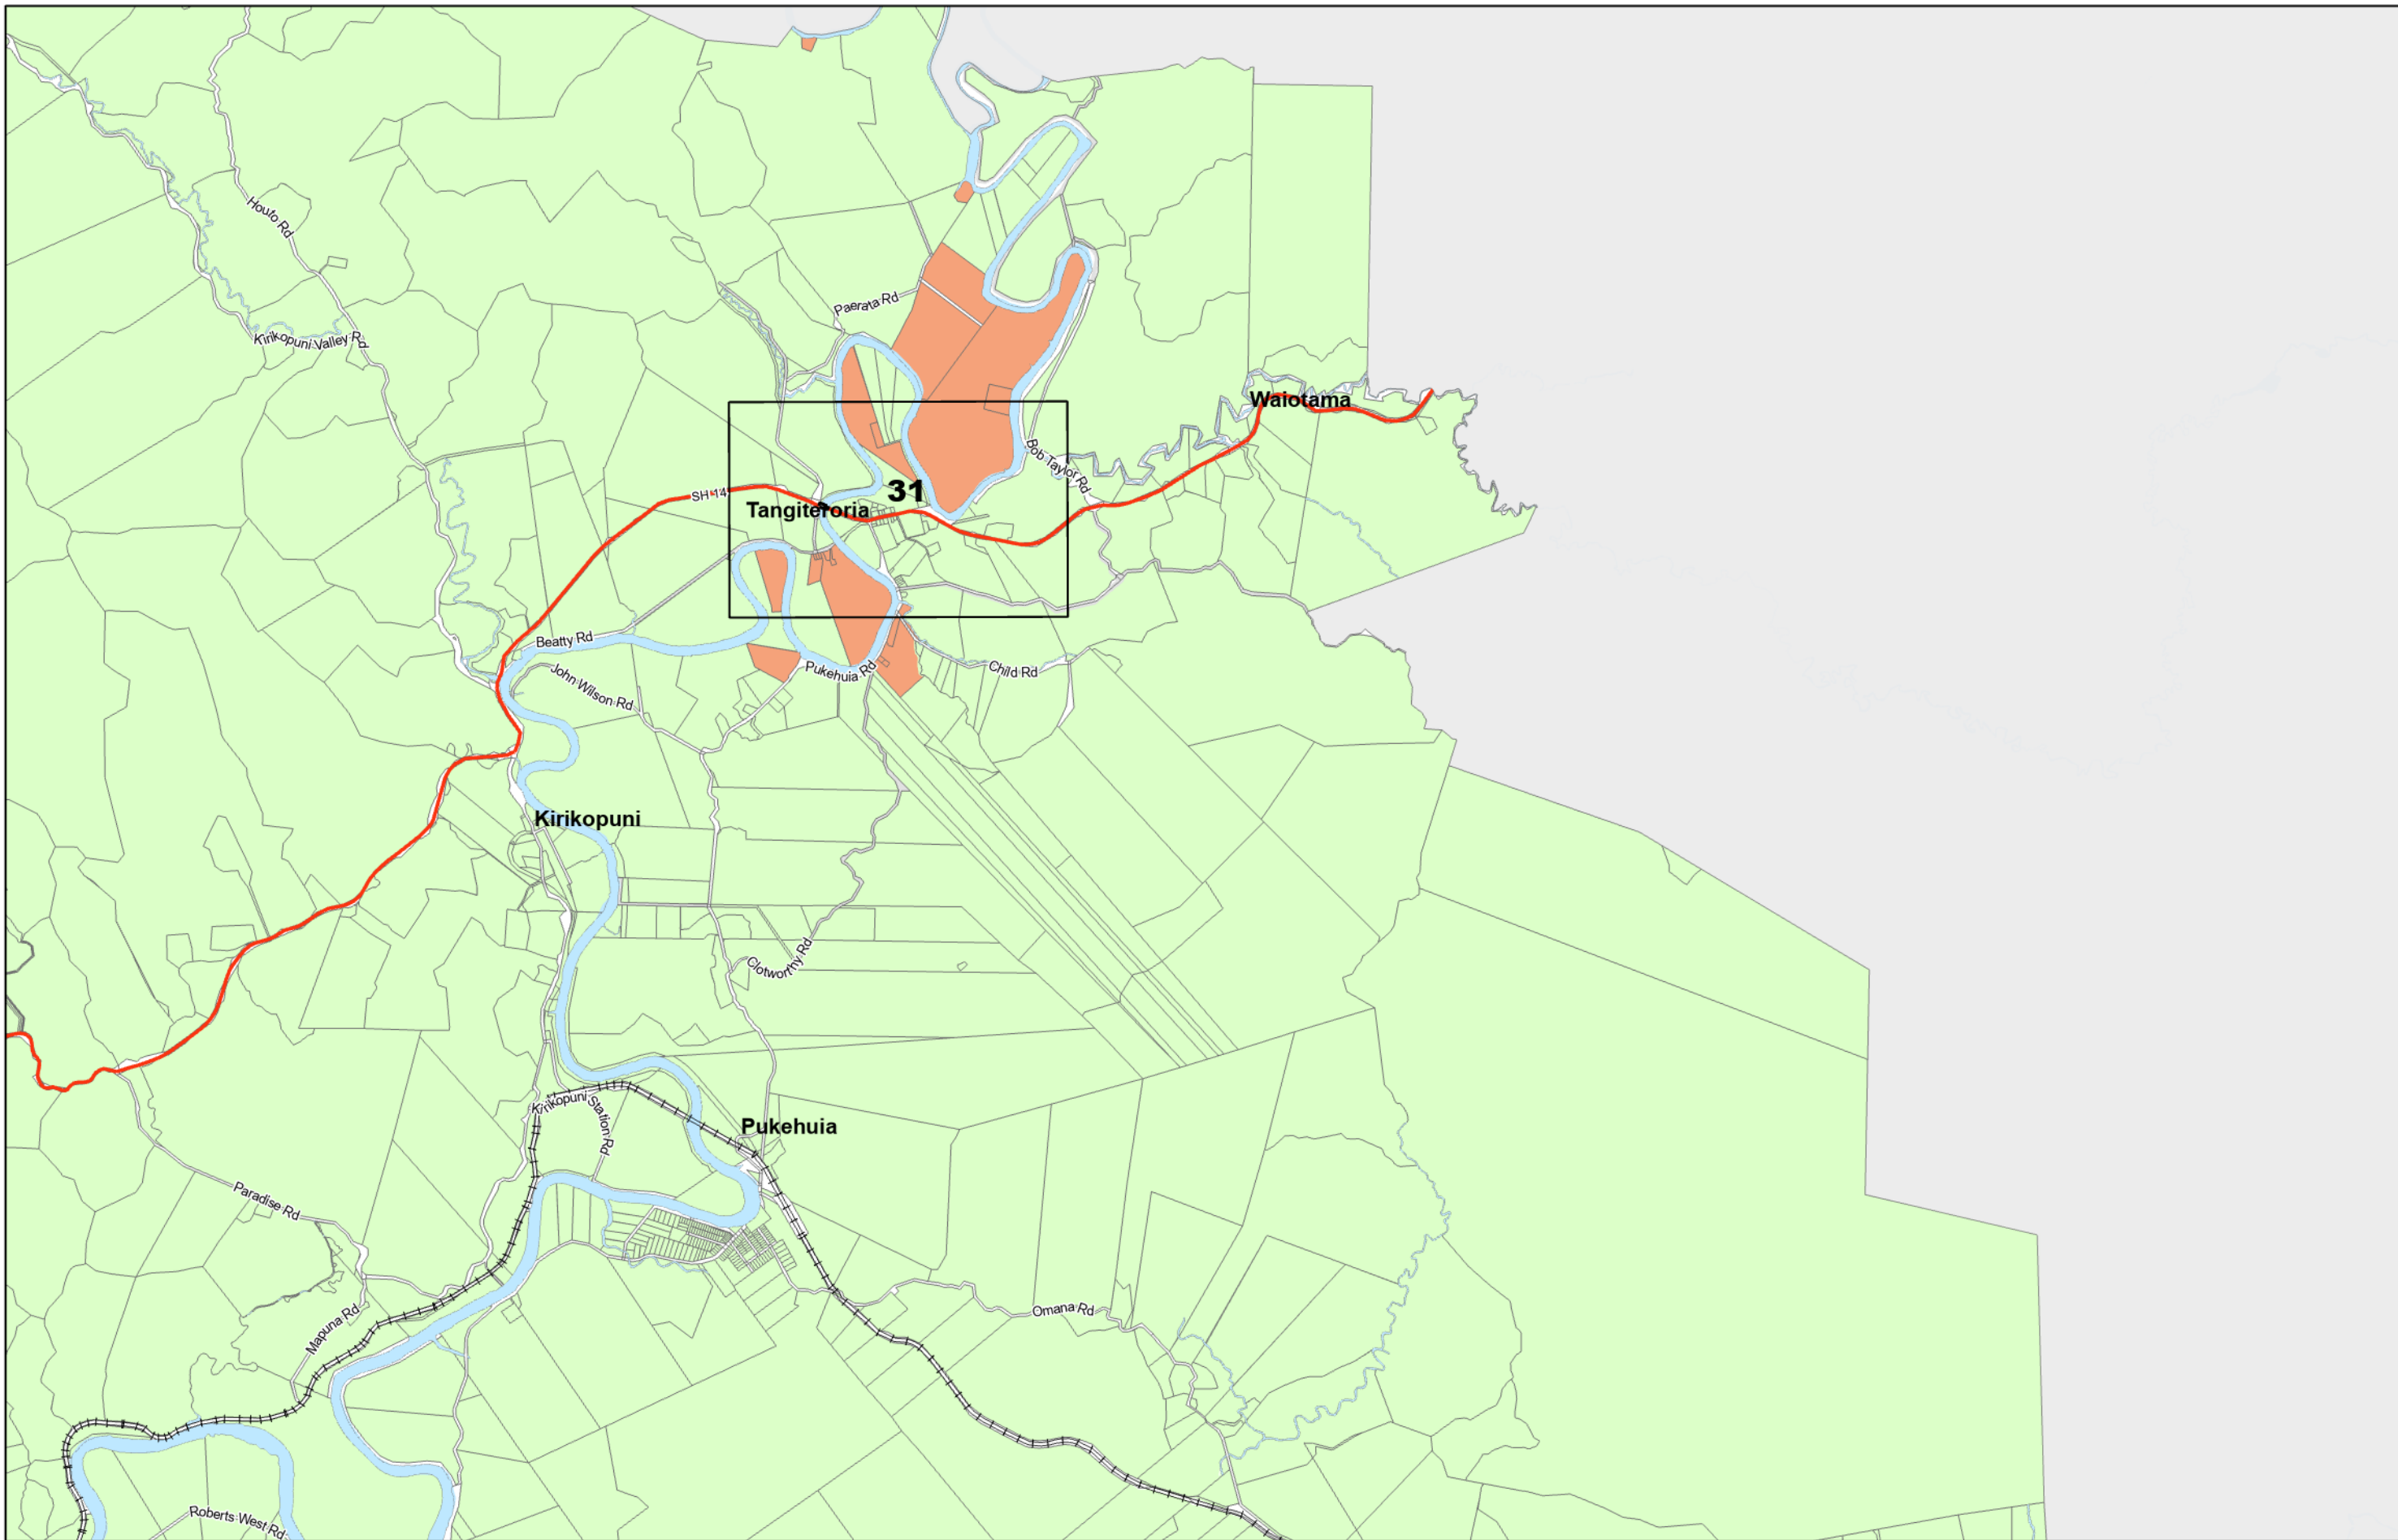 Houto Rd
Paerata Rd
Kirikopuni Valley Rd
Waiotama
Bob Taylor Rd
SH 14
31
Tangiteroria
Beatty Rd
Pukehuia Rd
Child Rd
John Wilson Rd
Kirikopuni
Clotworthy Rd
Kirikopuni Station Rd
Pukehuia
Paradise Rd
Omana Rd
Mapuna Rd
Roberts West Rd